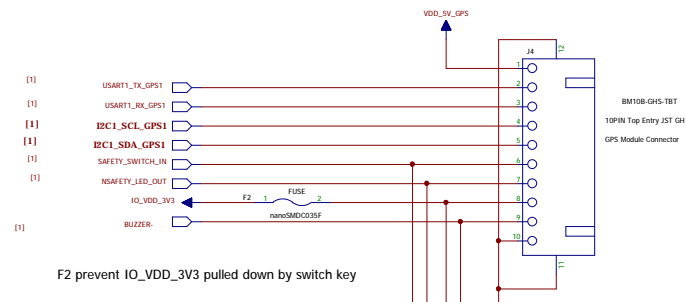 VDD_5V_GPS
J4
12
1
[1] USART1_TX_GPS1 2
[1] USART1_RX_GPS1 3
[1] I2C1_SCL_GPS1 4
[1] I2C1_SDA_GPS1 5
[1] SAFETY_SWITCH_IN 6
[1] NSAFETY_LED_OUT 7
IO_VDD_3V3 F2 1 FUSE 2 8
nanoSMDC035F
[1] BUZZER- 9
10
11
BM10B-GHS-TBT
10PIN Top Entry JST GH
GPS Module Connector
F2 prevent IO_VDD_3V3 pulled down by switch key